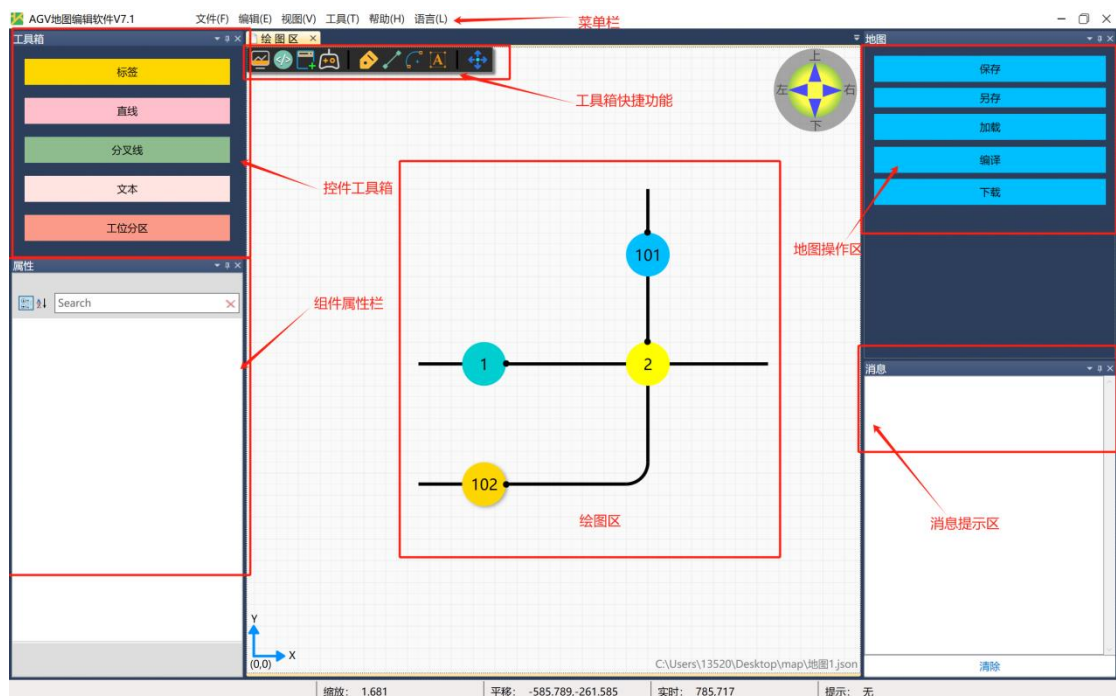 AGV地图编辑软件V7.1 文件(F) 编辑(E) 视图(V) 工具(T) 帮助(H) 语言(L)
菜单栏
工具箱
标签
直线
分叉线
文本
工位分区
控件工具箱
属性
Search
组件属性栏
绘图区
工具箱快捷功能
上
左
右
下
101
1
2
102
绘图区
Y
X
(0,0)
C:\Users\13520\Desktop\map\地图1.json
地图
保存
另存
加载
编译
下载
地图操作区
消息
消息提示区
清除
缩放: 1.681 平移: -585.789,-261.585 实时: 785,717 提示: 无